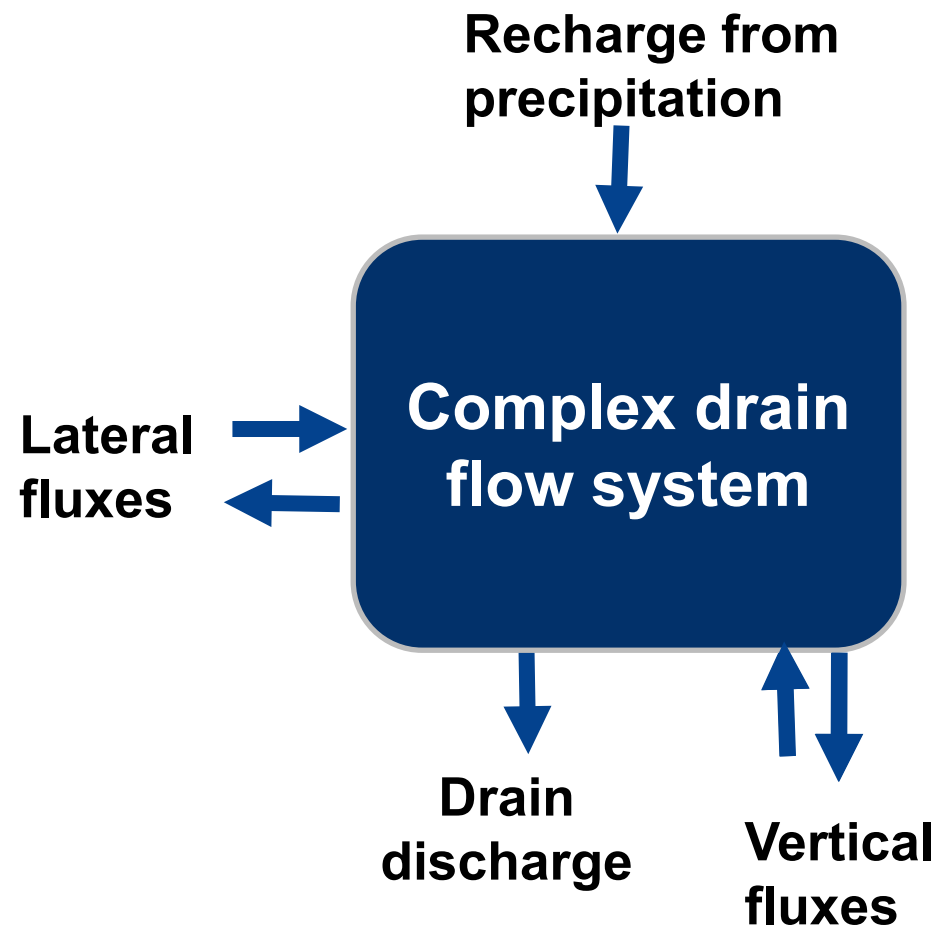 Recharge from
precipitation
Complex drain
flow system
Lateral
fluxes
Drain
discharge
Vertical
fluxes